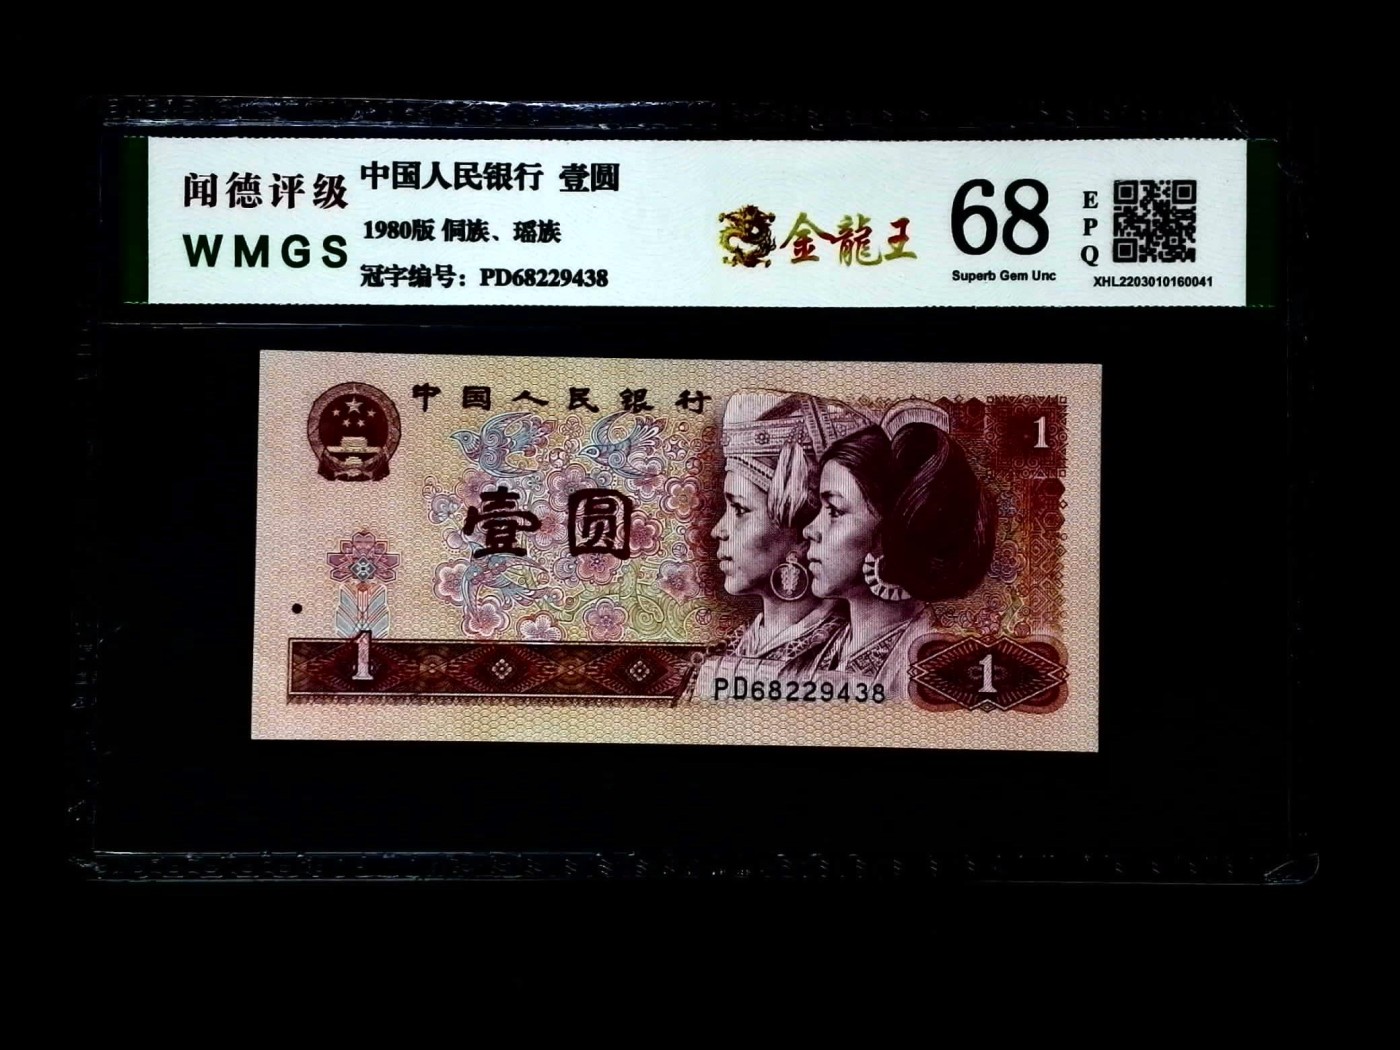 闻德评级
WMGS
中国人民银行 壹圆
1980版 侗族、瑶族
冠字编号：PD68229438
金龍王
68
Superb Gem Unc
EPQ
XHL2203010160041
中国人民银行
1
壹圆
1
PD68229438
1